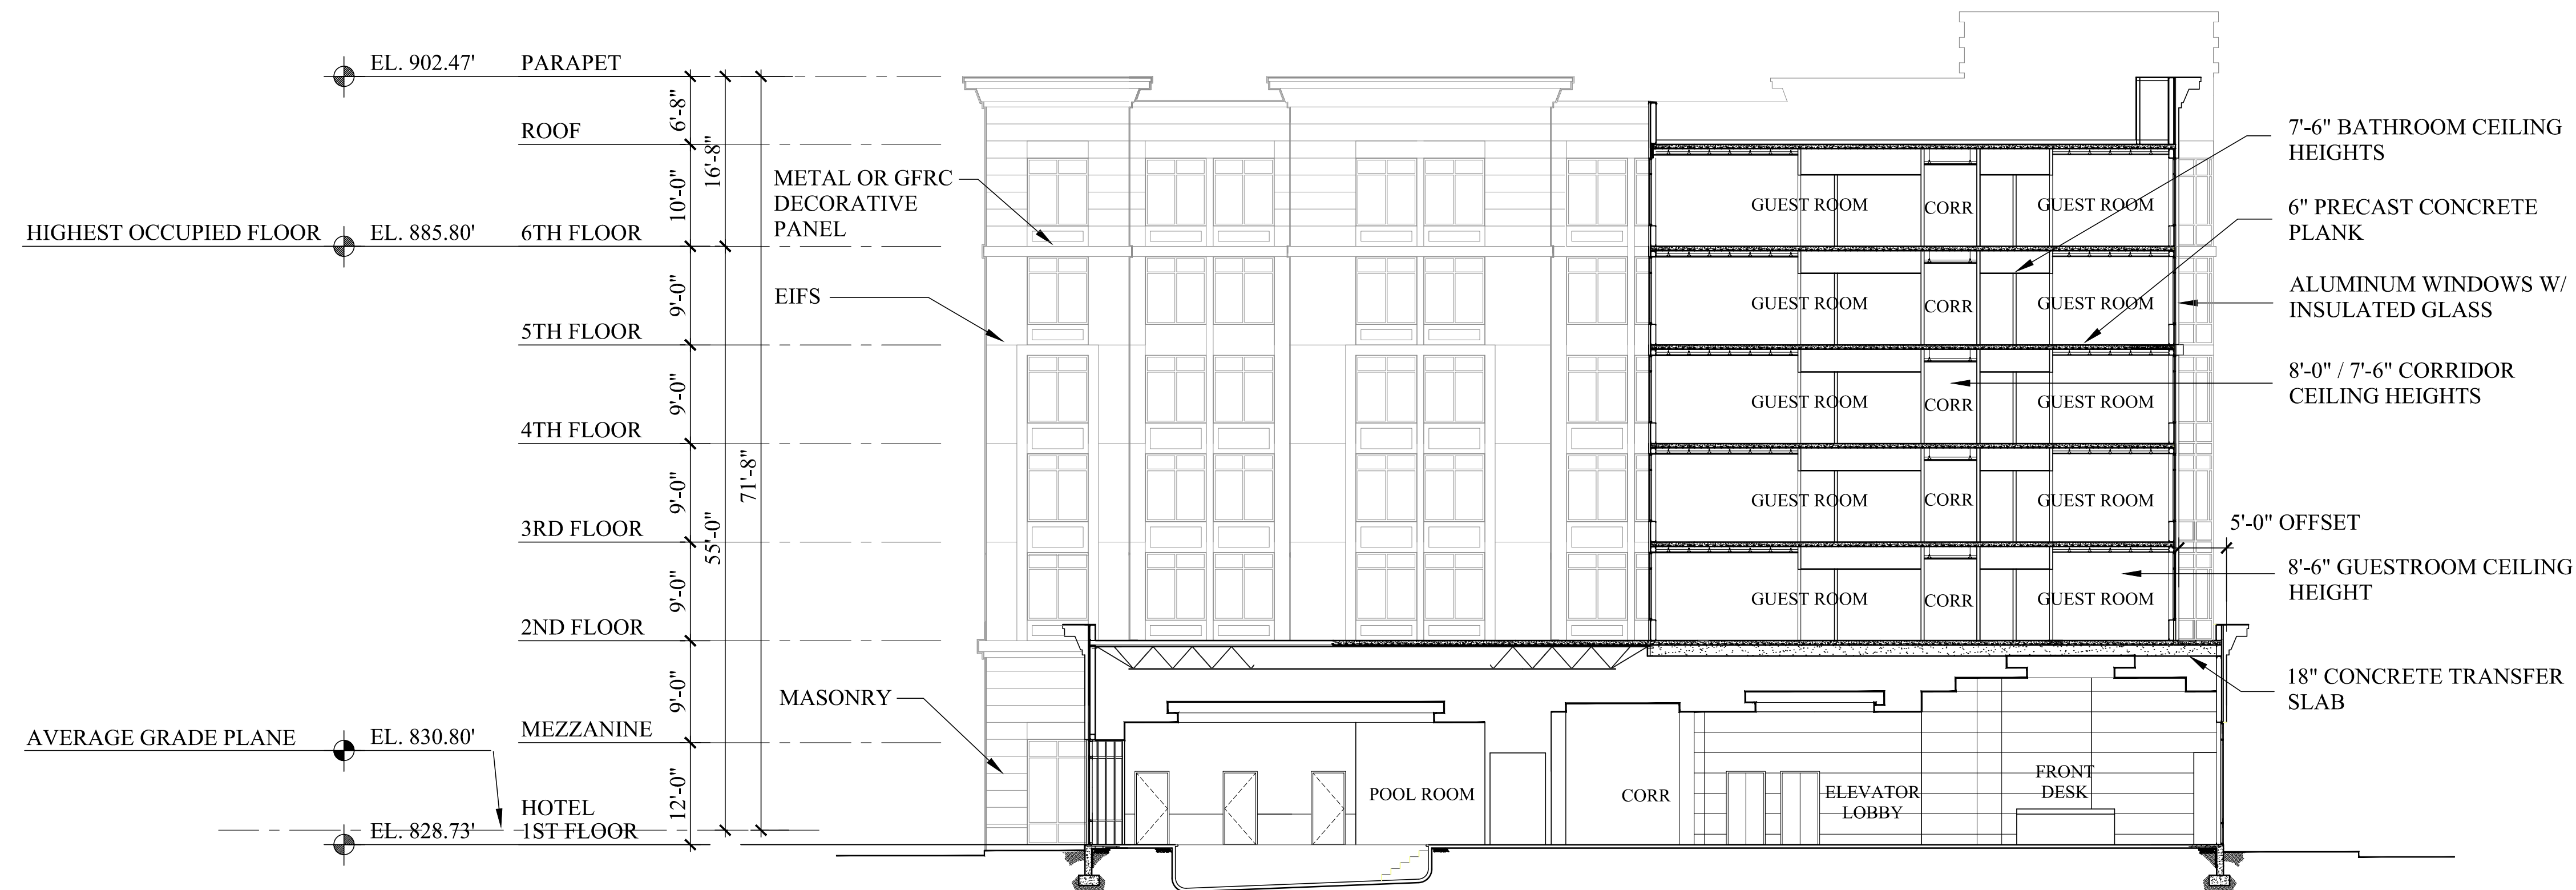 EL. 902.47'
PARAPET
ROOF
HIGHEST OCCUPIED FLOOR
EL. 885.80'
6TH FLOOR
5TH FLOOR
4TH FLOOR
3RD FLOOR
2ND FLOOR
MEZZANINE
AVERAGE GRADE PLANE
EL. 830.80'
HOTEL
1ST FLOOR
EL. 828.73'
6'-8"
10'-0"
9'-0"
9'-0"
9'-0"
9'-0"
9'-0"
12'-0"
16'-8"
55'-0"
71'-8"
METAL OR GFRC
DECORATIVE
PANEL
EIFS
MASONRY
GUEST ROOM
CORR
GUEST ROOM
GUEST ROOM
CORR
GUEST ROOM
GUEST ROOM
CORR
GUEST ROOM
GUEST ROOM
CORR
GUEST ROOM
GUEST ROOM
CORR
GUEST ROOM
POOL ROOM
CORR
ELEVATOR
LOBBY
FRONT
DESK
7'-6" BATHROOM CEILING
HEIGHTS
6" PRECAST CONCRETE
PLANK
ALUMINUM WINDOWS W/
INSULATED GLASS
8'-0" / 7'-6" CORRIDOR
CEILING HEIGHTS
5'-0" OFFSET
8'-6" GUESTROOM CEILING
HEIGHT
18" CONCRETE TRANSFER
SLAB